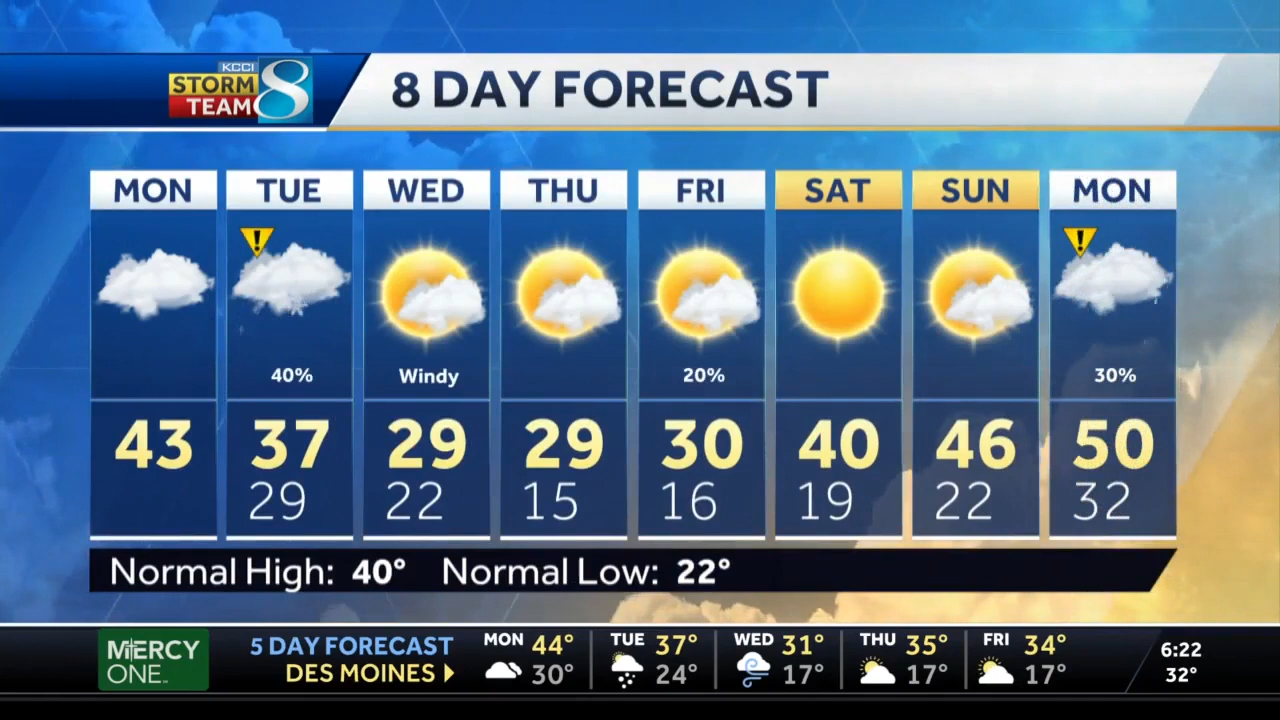 KCCI
STORM
TEAM 8
8 DAY FORECAST
MON TUE WED THU FRI SAT SUN MON
! !
40% Windy 20% 30%
43 37 29 29 30 40 46 50
29 22 15 16 19 22 32
Normal High: 40° Normal Low: 22°
MERCY
ONE
5 DAY FORECAST
DES MOINES
MON 44° 30°
TUE 37° 24°
WED 31° 17°
THU 35° 17°
FRI 34° 17°
6:22
32°